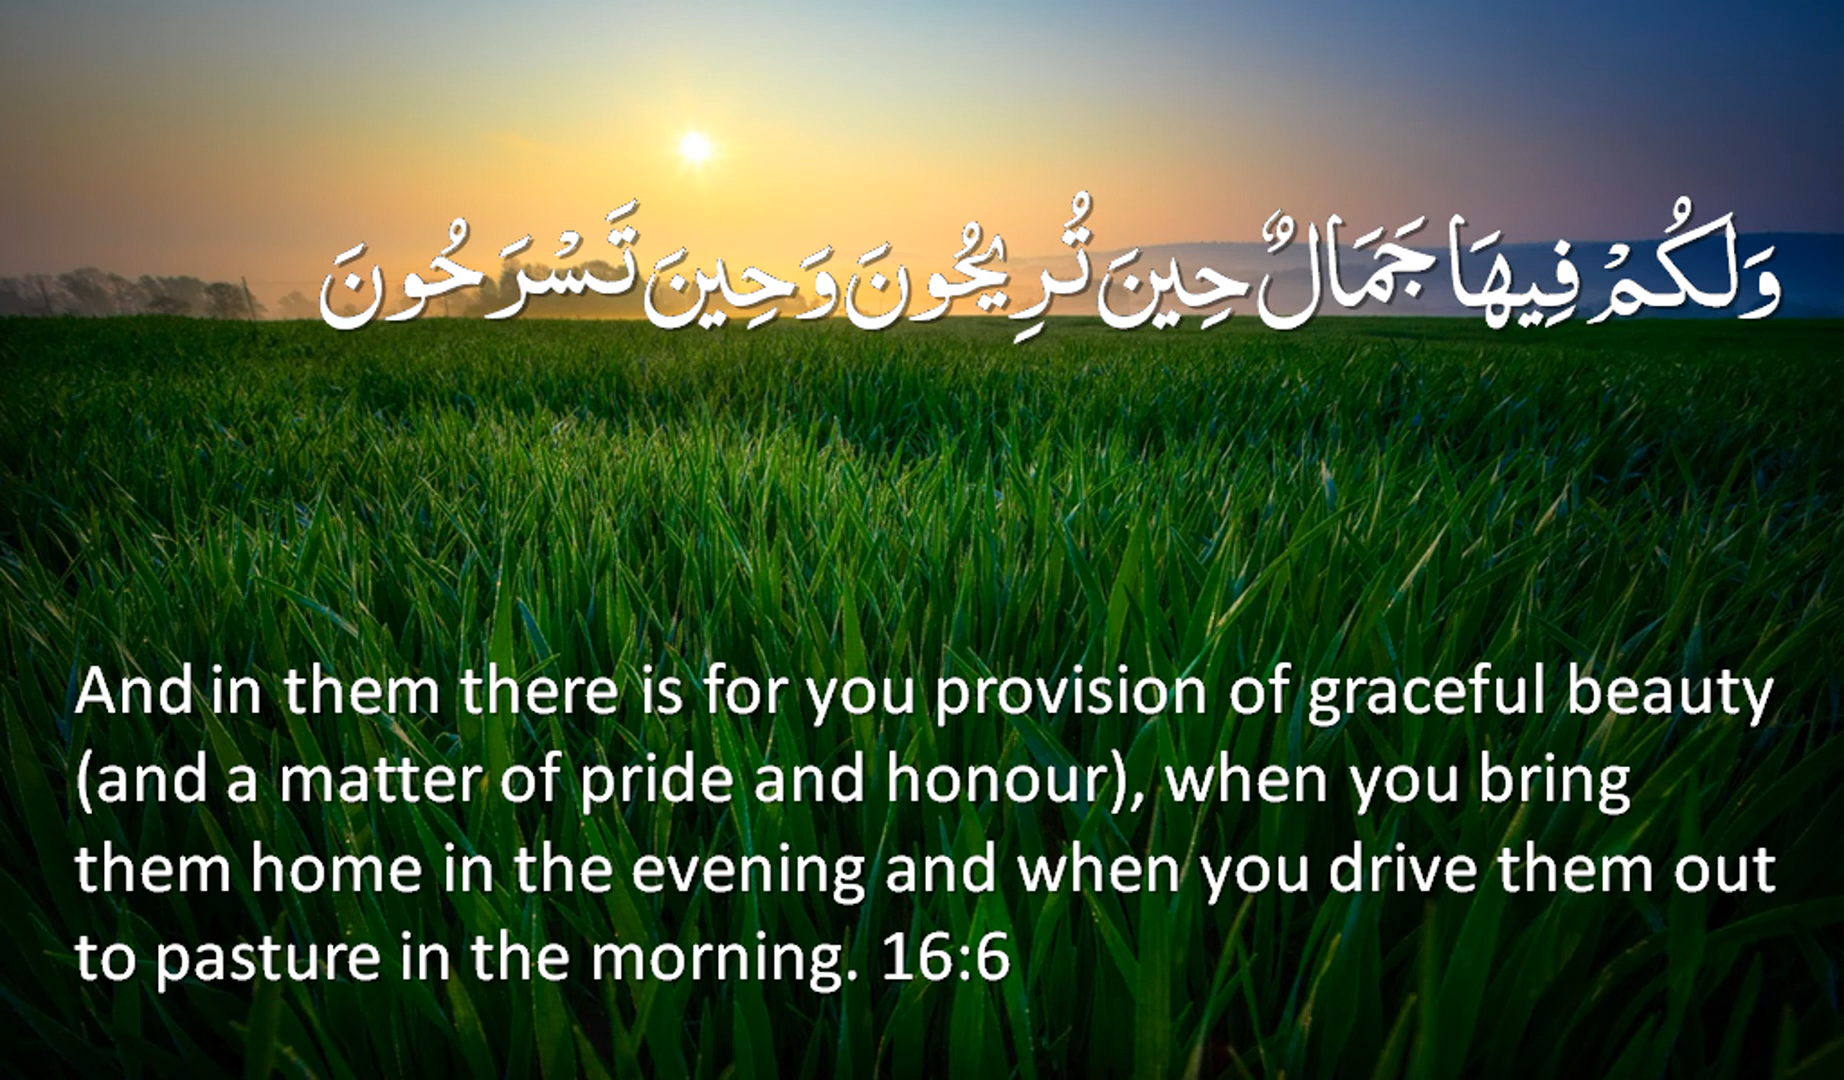 وَلَكُمْ فِيهَا جَمَالٌ حِينَ تُرِيحُونَ وَحِينَ تَسْرَحُونَ
And in them there is for you provision of graceful beauty
(and a matter of pride and honour), when you bring
them home in the evening and when you drive them out
to pasture in the morning. 16:6